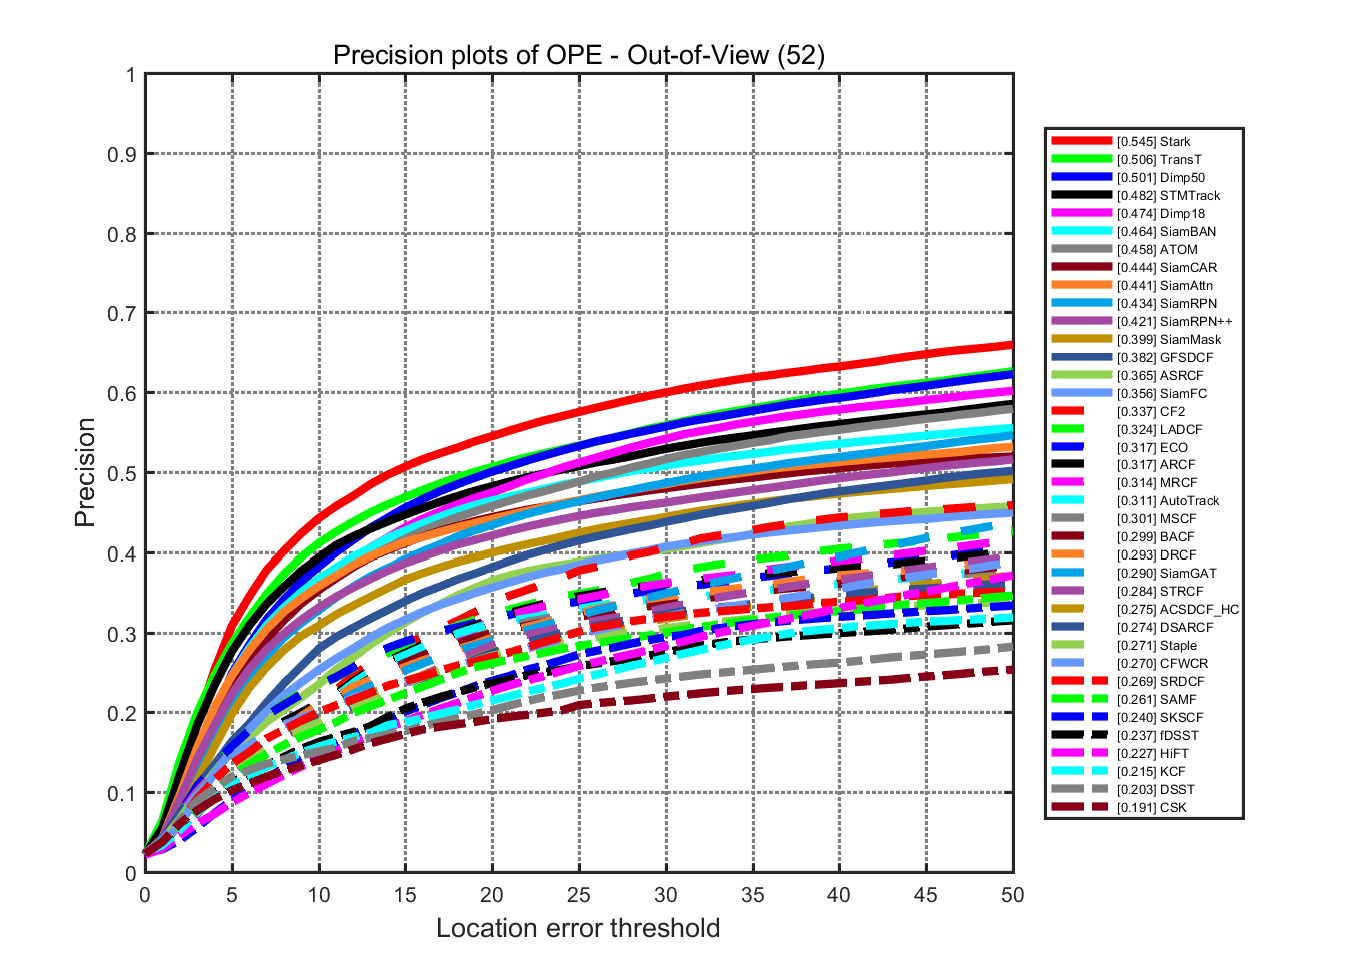 Precision plots of OPE - Out-of-View (52)
1
0.9
0.8
0.7
0.6
0.5
0.4
0.3
0.2
0.1
0
Precision
0 5 10 15 20 25 30 35 40 45 50
Location error threshold
[0.545] Stark
[0.506] TransT
[0.501] Dimp50
[0.482] STMTrack
[0.474] Dimp18
[0.464] SiamBAN
[0.458] ATOM
[0.444] SiamCAR
[0.441] SiamAttn
[0.434] SiamRPN
[0.421] SiamRPN++
[0.399] SiamMask
[0.382] GFSDCF
[0.365] ASRCF
[0.356] SiamFC
[0.337] CF2
[0.324] LADCF
[0.317] ECO
[0.317] ARCF
[0.314] MRCF
[0.311] AutoTrack
[0.301] MSCF
[0.299] BACF
[0.293] DRCF
[0.290] SiamGAT
[0.284] STRCF
[0.275] ACSDCF_HC
[0.274] DSARCF
[0.271] Staple
[0.270] CFWCR
[0.269] SRDCF
[0.261] SAMF
[0.240] SKSCF
[0.237] fDSST
[0.227] HiFT
[0.215] KCF
[0.203] DSST
[0.191] CSK